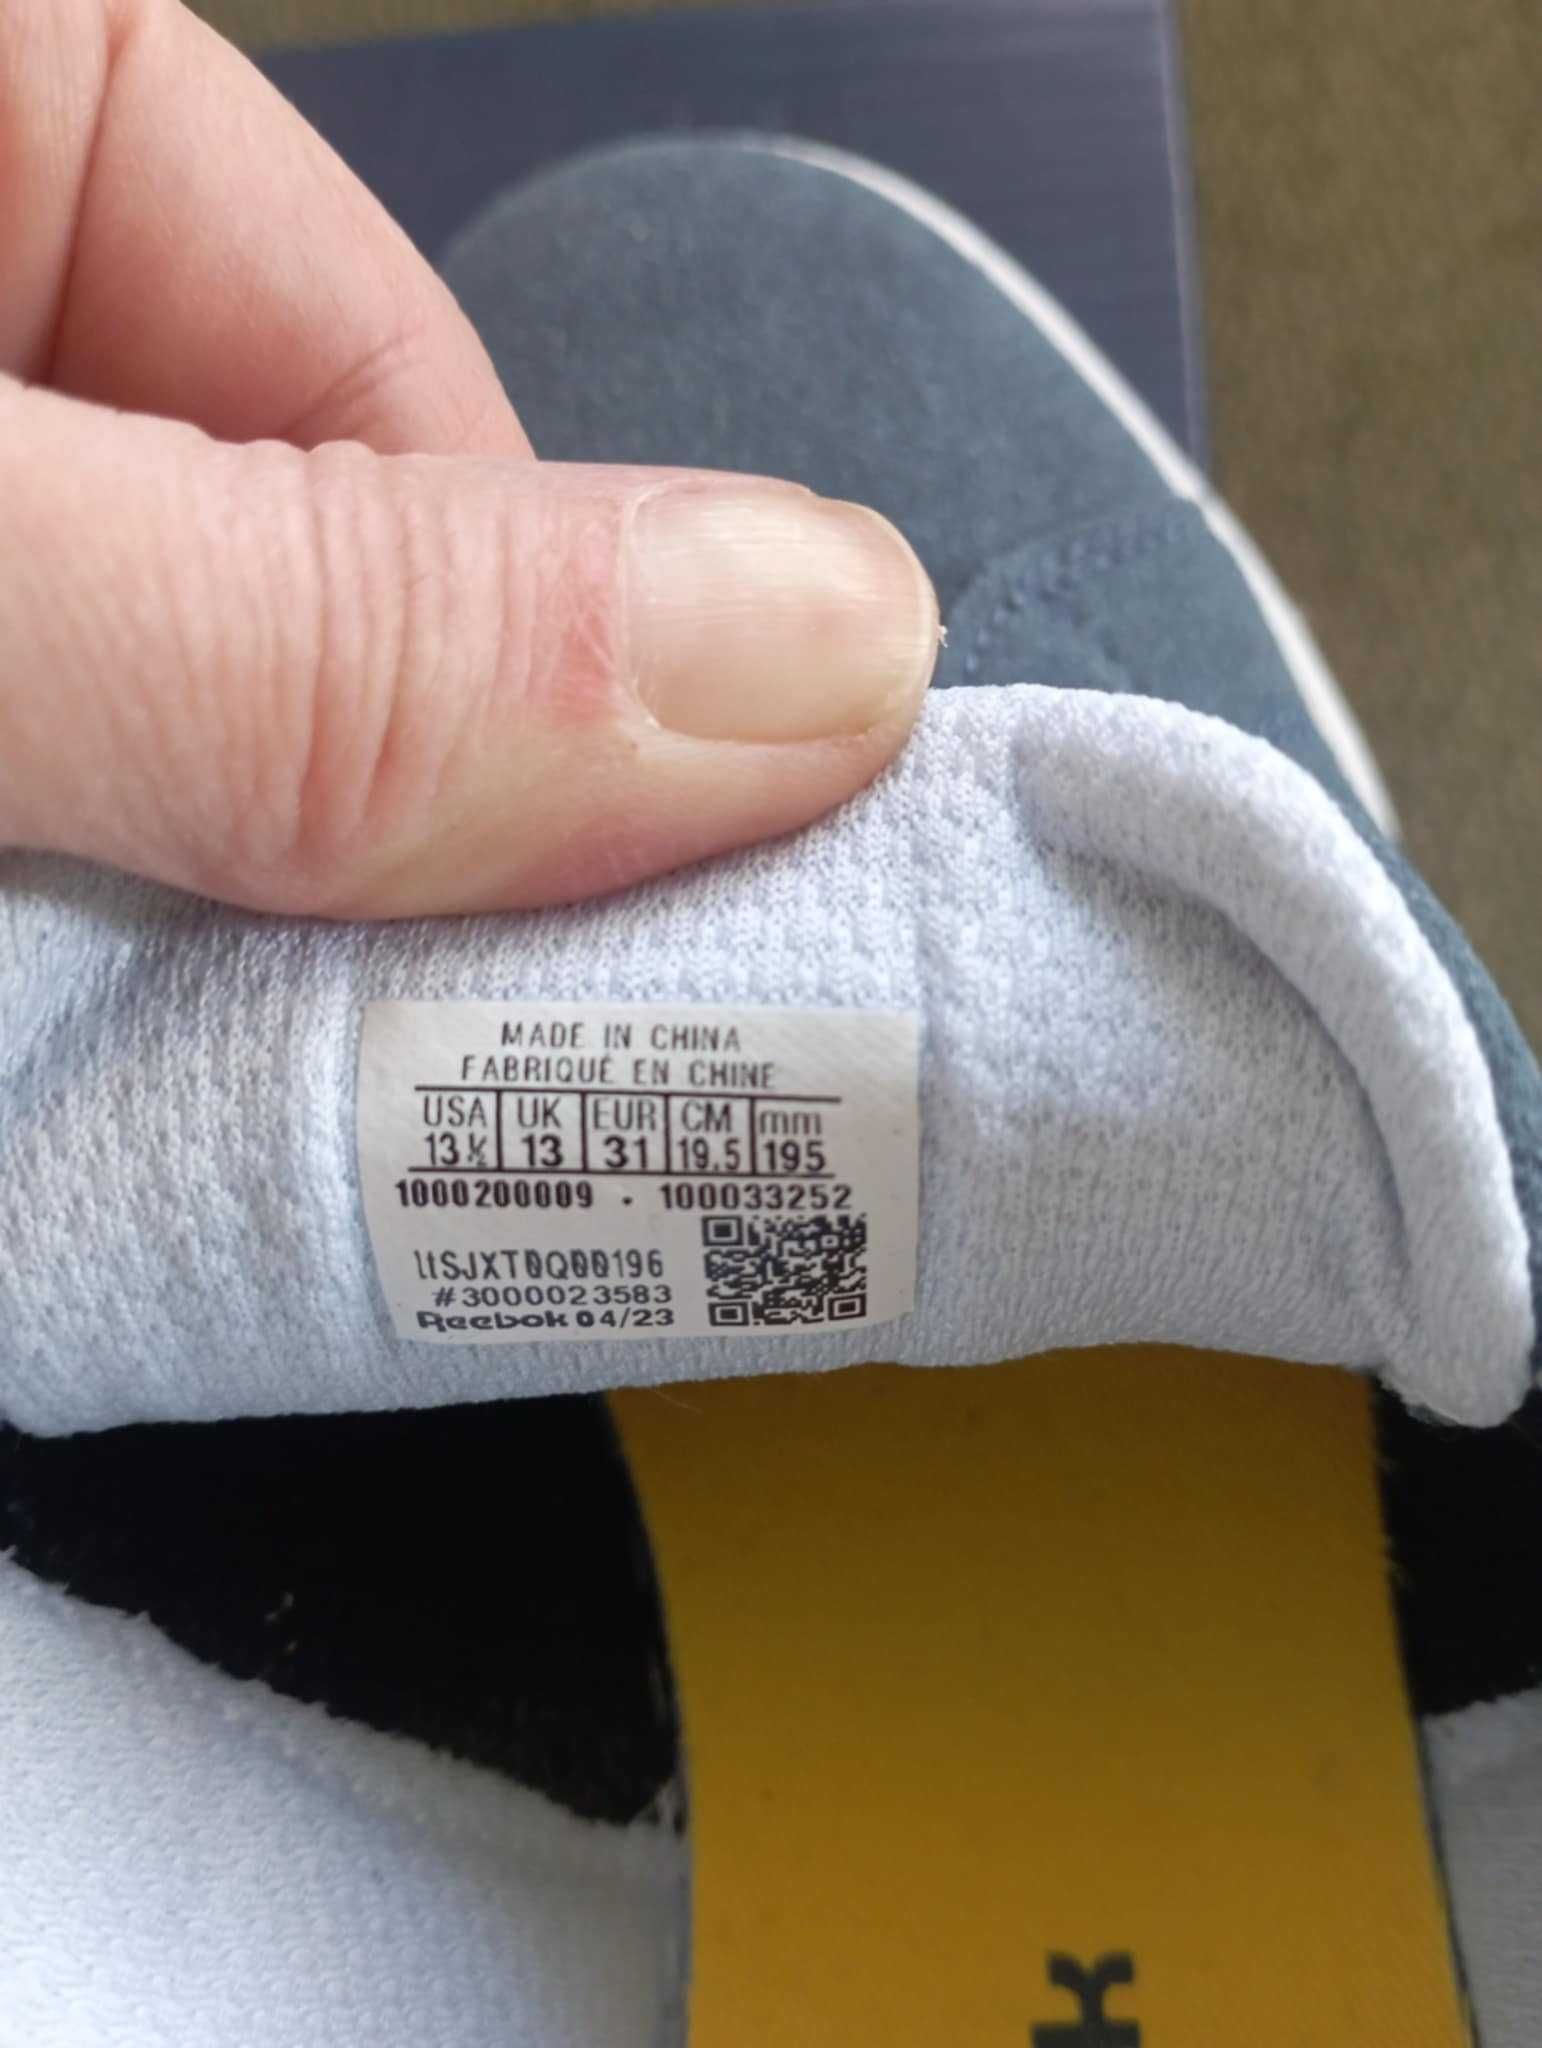 MADE IN CHINA
FABRIQUÉ EN CHINE
USA UK EUR CM mm
13½ 13 31 19.5 195
1000200009 · 100033252
ltSJXT0Q00196
#3000023583
Reebok 04/23
k